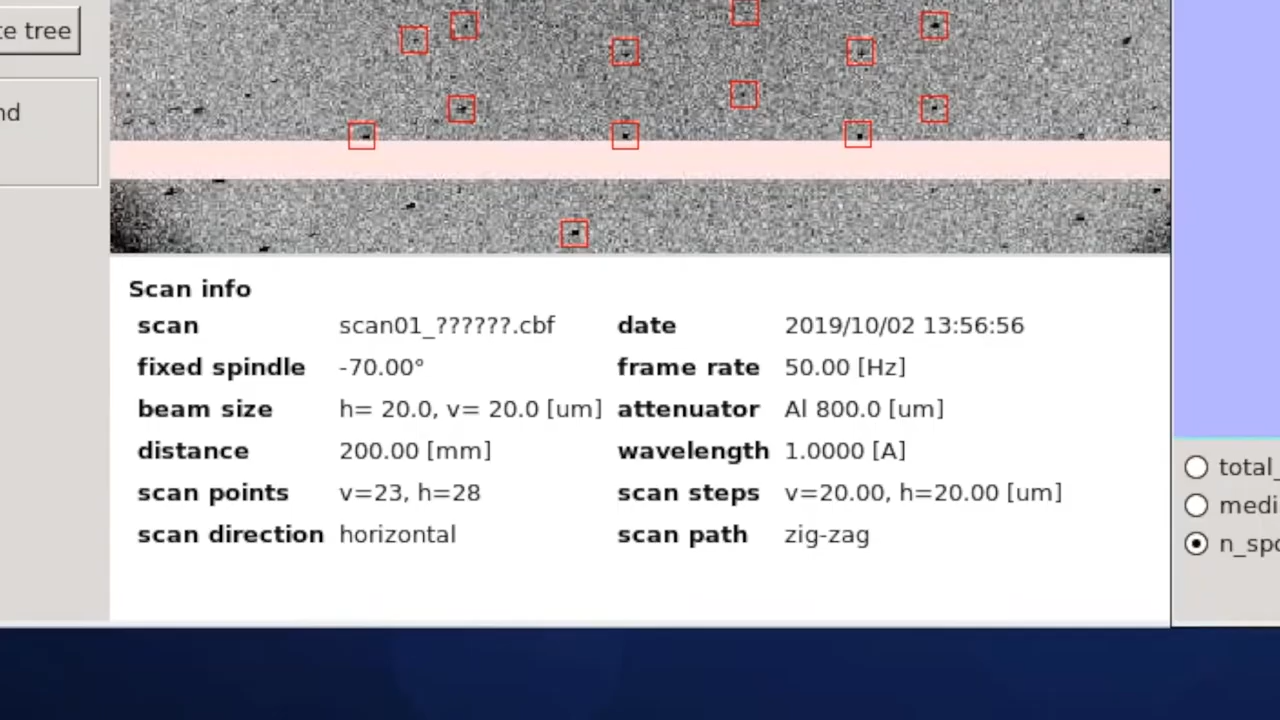 te tree
nd
Scan info
scan scan01_??????.cbf date 2019/10/02 13:56:56
fixed spindle -70.00° frame rate 50.00 [Hz]
beam size h= 20.0, v= 20.0 [um] attenuator Al 800.0 [um]
distance 200.00 [mm] wavelength 1.0000 [A]
scan points v=23, h=28 scan steps v=20.00, h=20.00 [um]
scan direction horizontal scan path zig-zag
total_
medi
n_spo